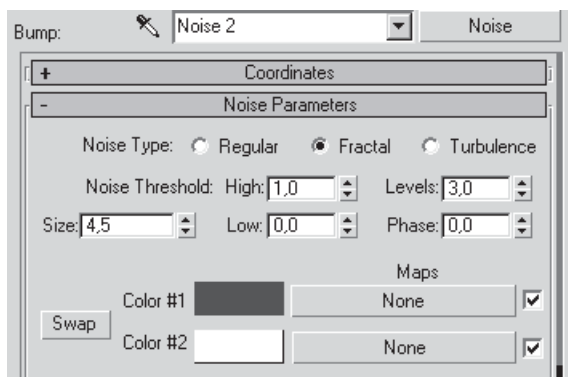 Bump: Noise 2 Noise
+ Coordinates
- Noise Parameters
Noise Type: Regular Fractal Turbulence
Noise Threshold: High: 1,0 Levels: 3,0
Size: 4,5 Low: 0,0 Phase: 0,0
Maps
Color #1 None
Swap
Color #2 None